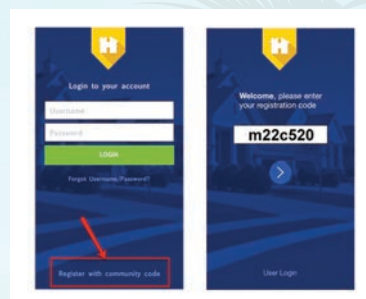 H
Login to your account
Username
Password
LOGIN
Forgot Username/Password?
Register with community code
H
Welcome, please enter
your registration code
m22c520
User Login